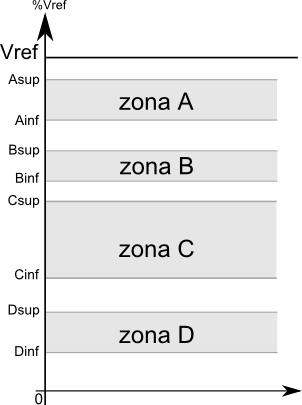 %Vref
Vref
Asup
zona A
Ainf
Bsup
zona B
Binf
Csup
zona C
Cinf
Dsup
zona D
Dinf
0